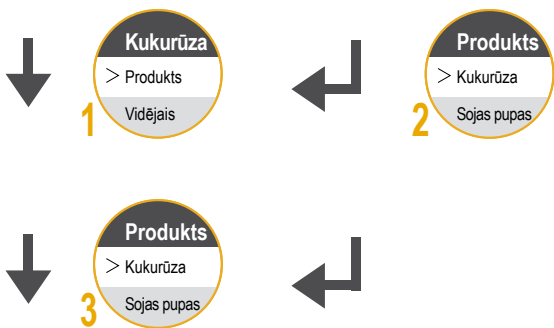 Kukurūza
> Produkts
Vidējais
1
Produkts
> Kukurūza
Sojas pupas
2
Produkts
> Kukurūza
Sojas pupas
3